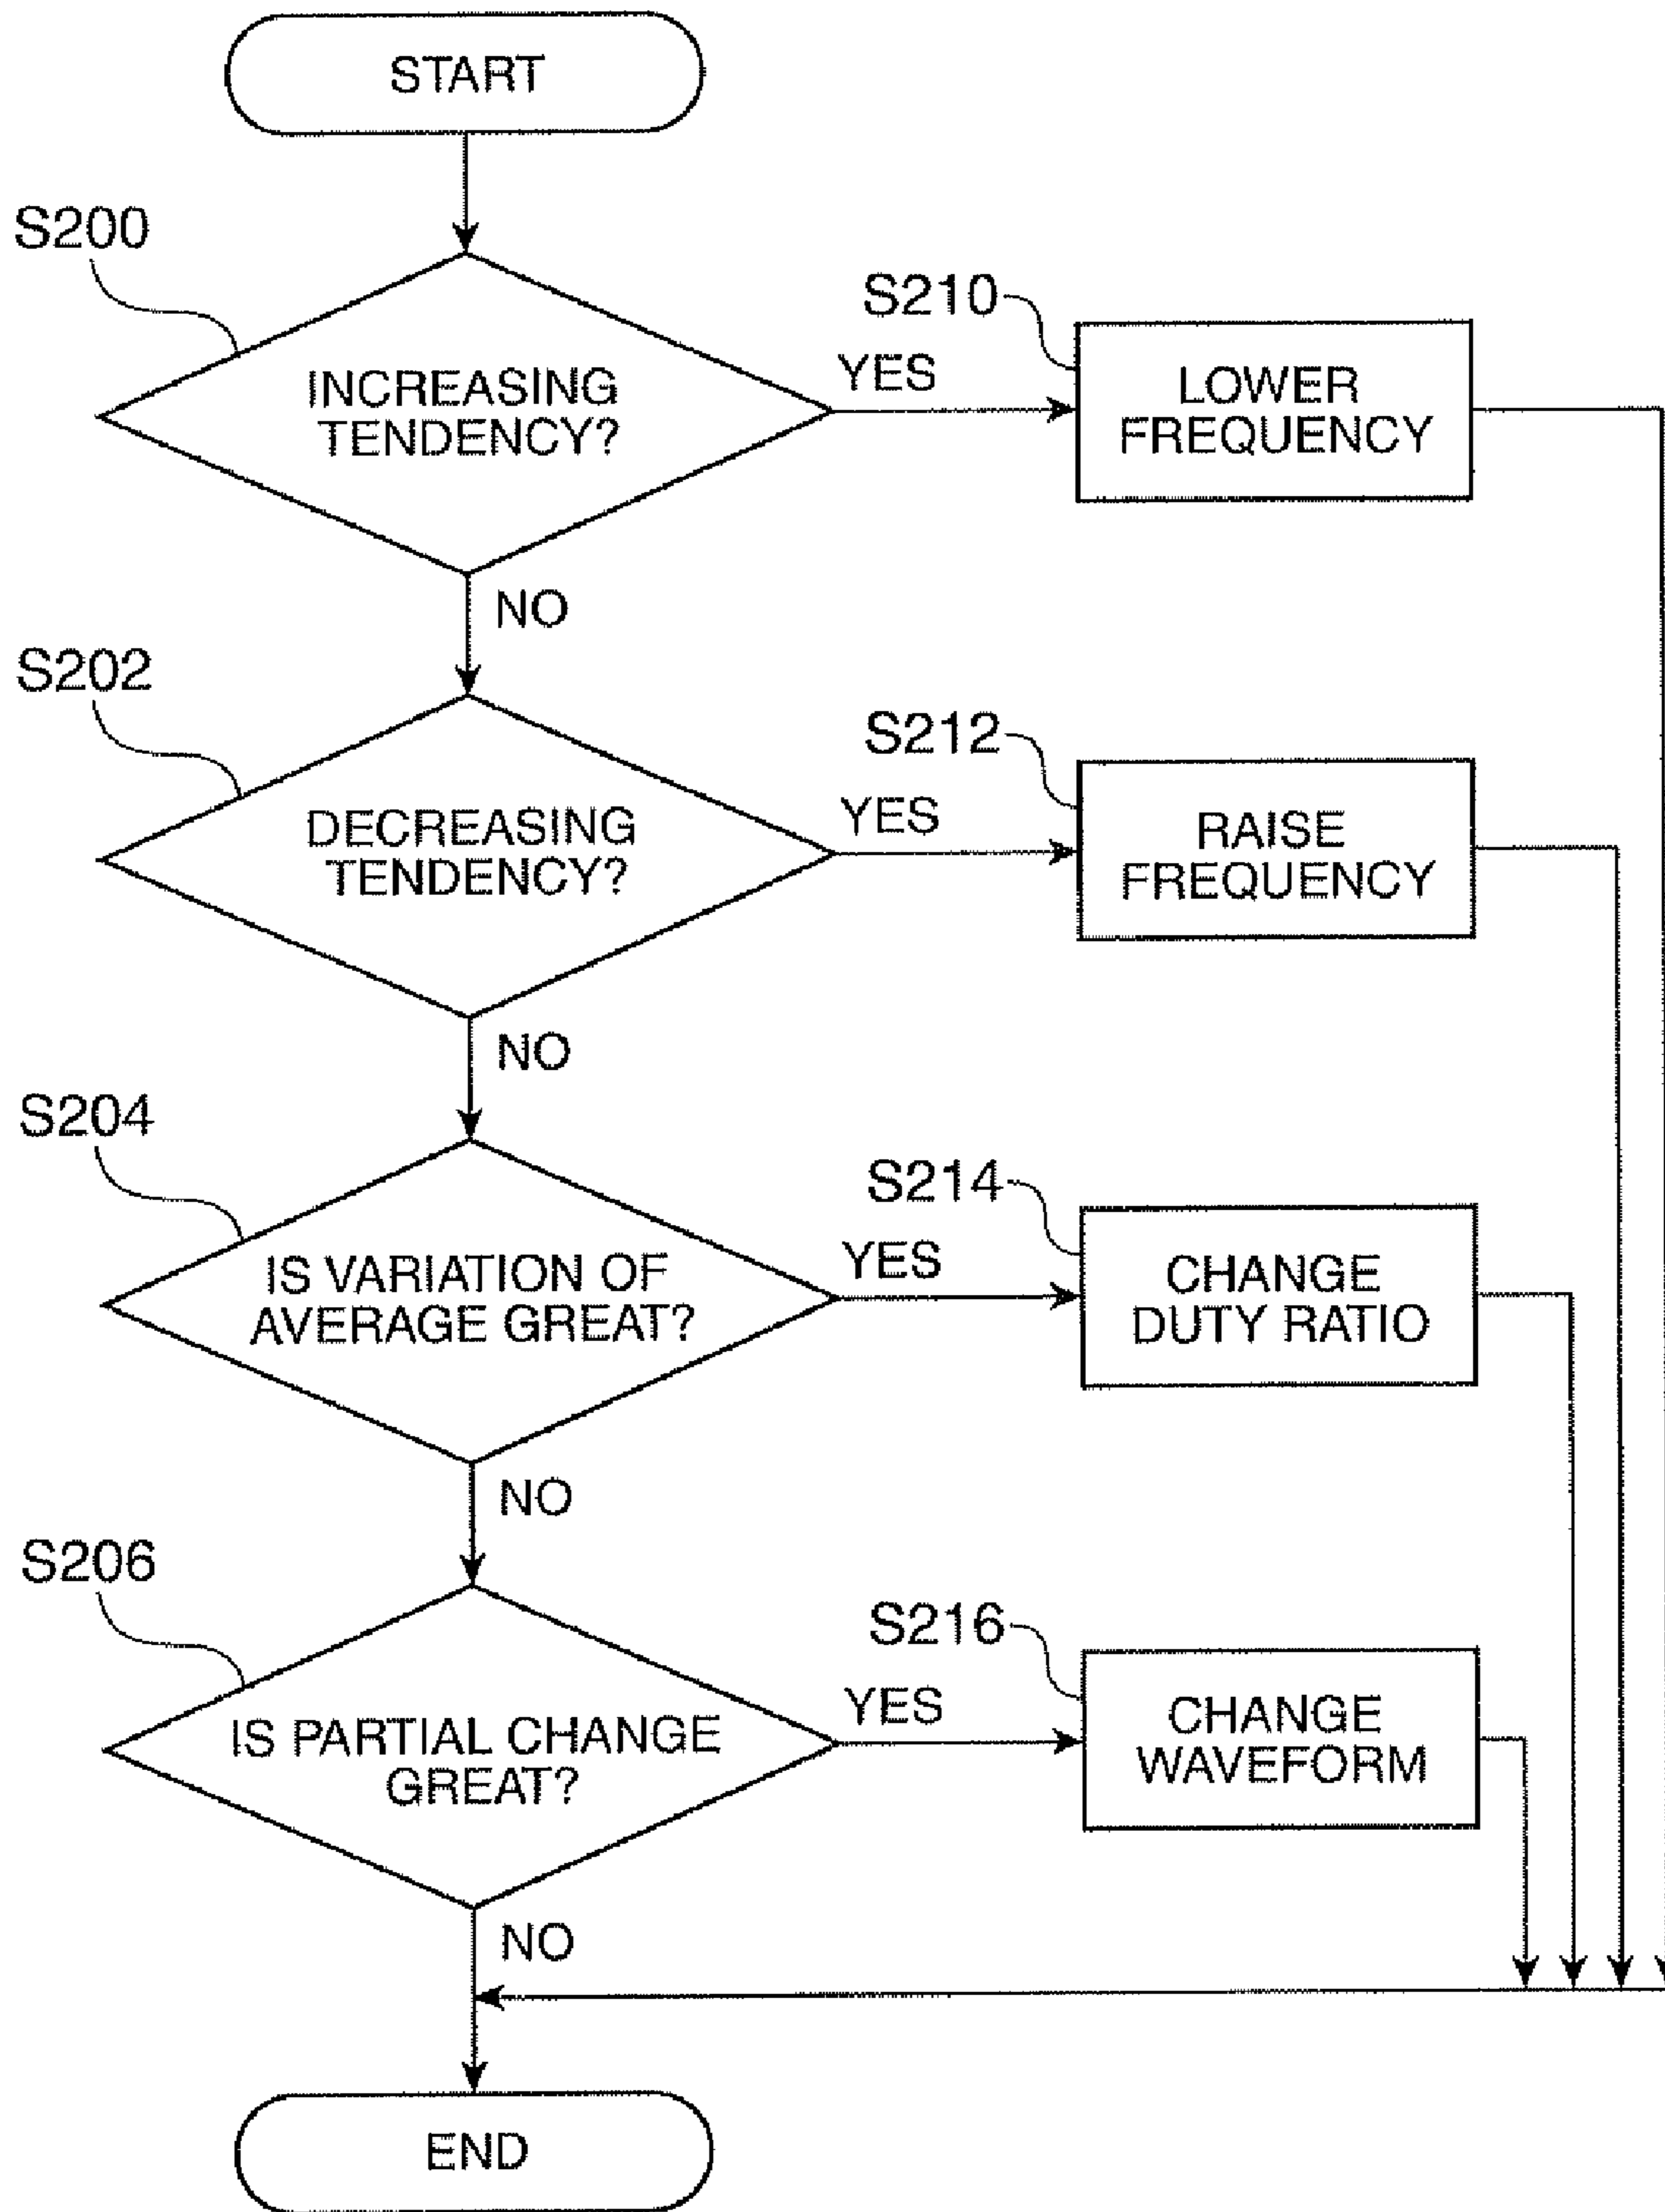 START
S200
INCREASING
TENDENCY?
YES
S210
LOWER
FREQUENCY
NO
S202
DECREASING
TENDENCY?
YES
S212
RAISE
FREQUENCY
NO
S204
IS VARIATION OF
AVERAGE GREAT?
YES
S214
CHANGE
DUTY RATIO
NO
S206
IS PARTIAL CHANGE
GREAT?
YES
S216
CHANGE
WAVEFORM
NO
END